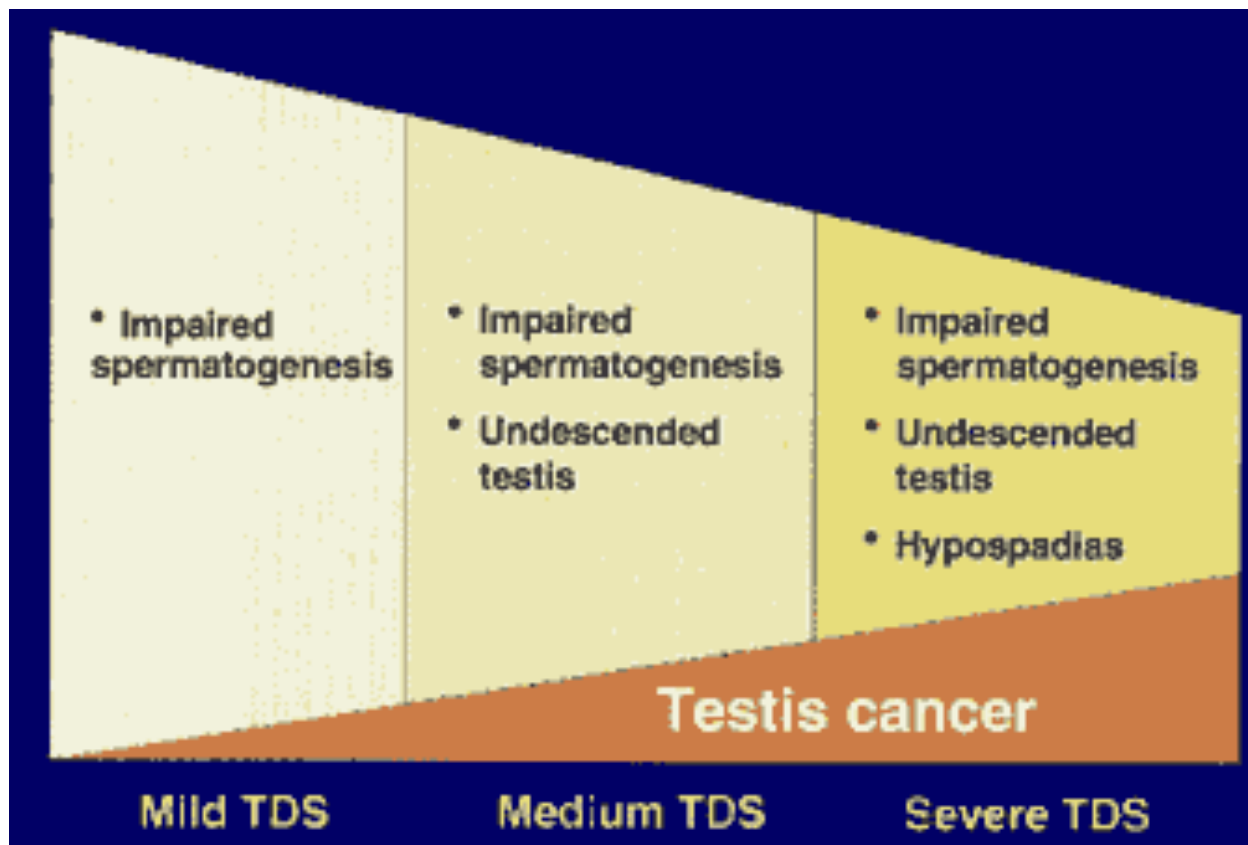 • Impaired
spermatogenesis
• Impaired
spermatogenesis
• Undescended
testis
• Impaired
spermatogenesis
• Undescended
testis
• Hypospadias
Testis cancer
Mild TDS
Medium TDS
Severe TDS